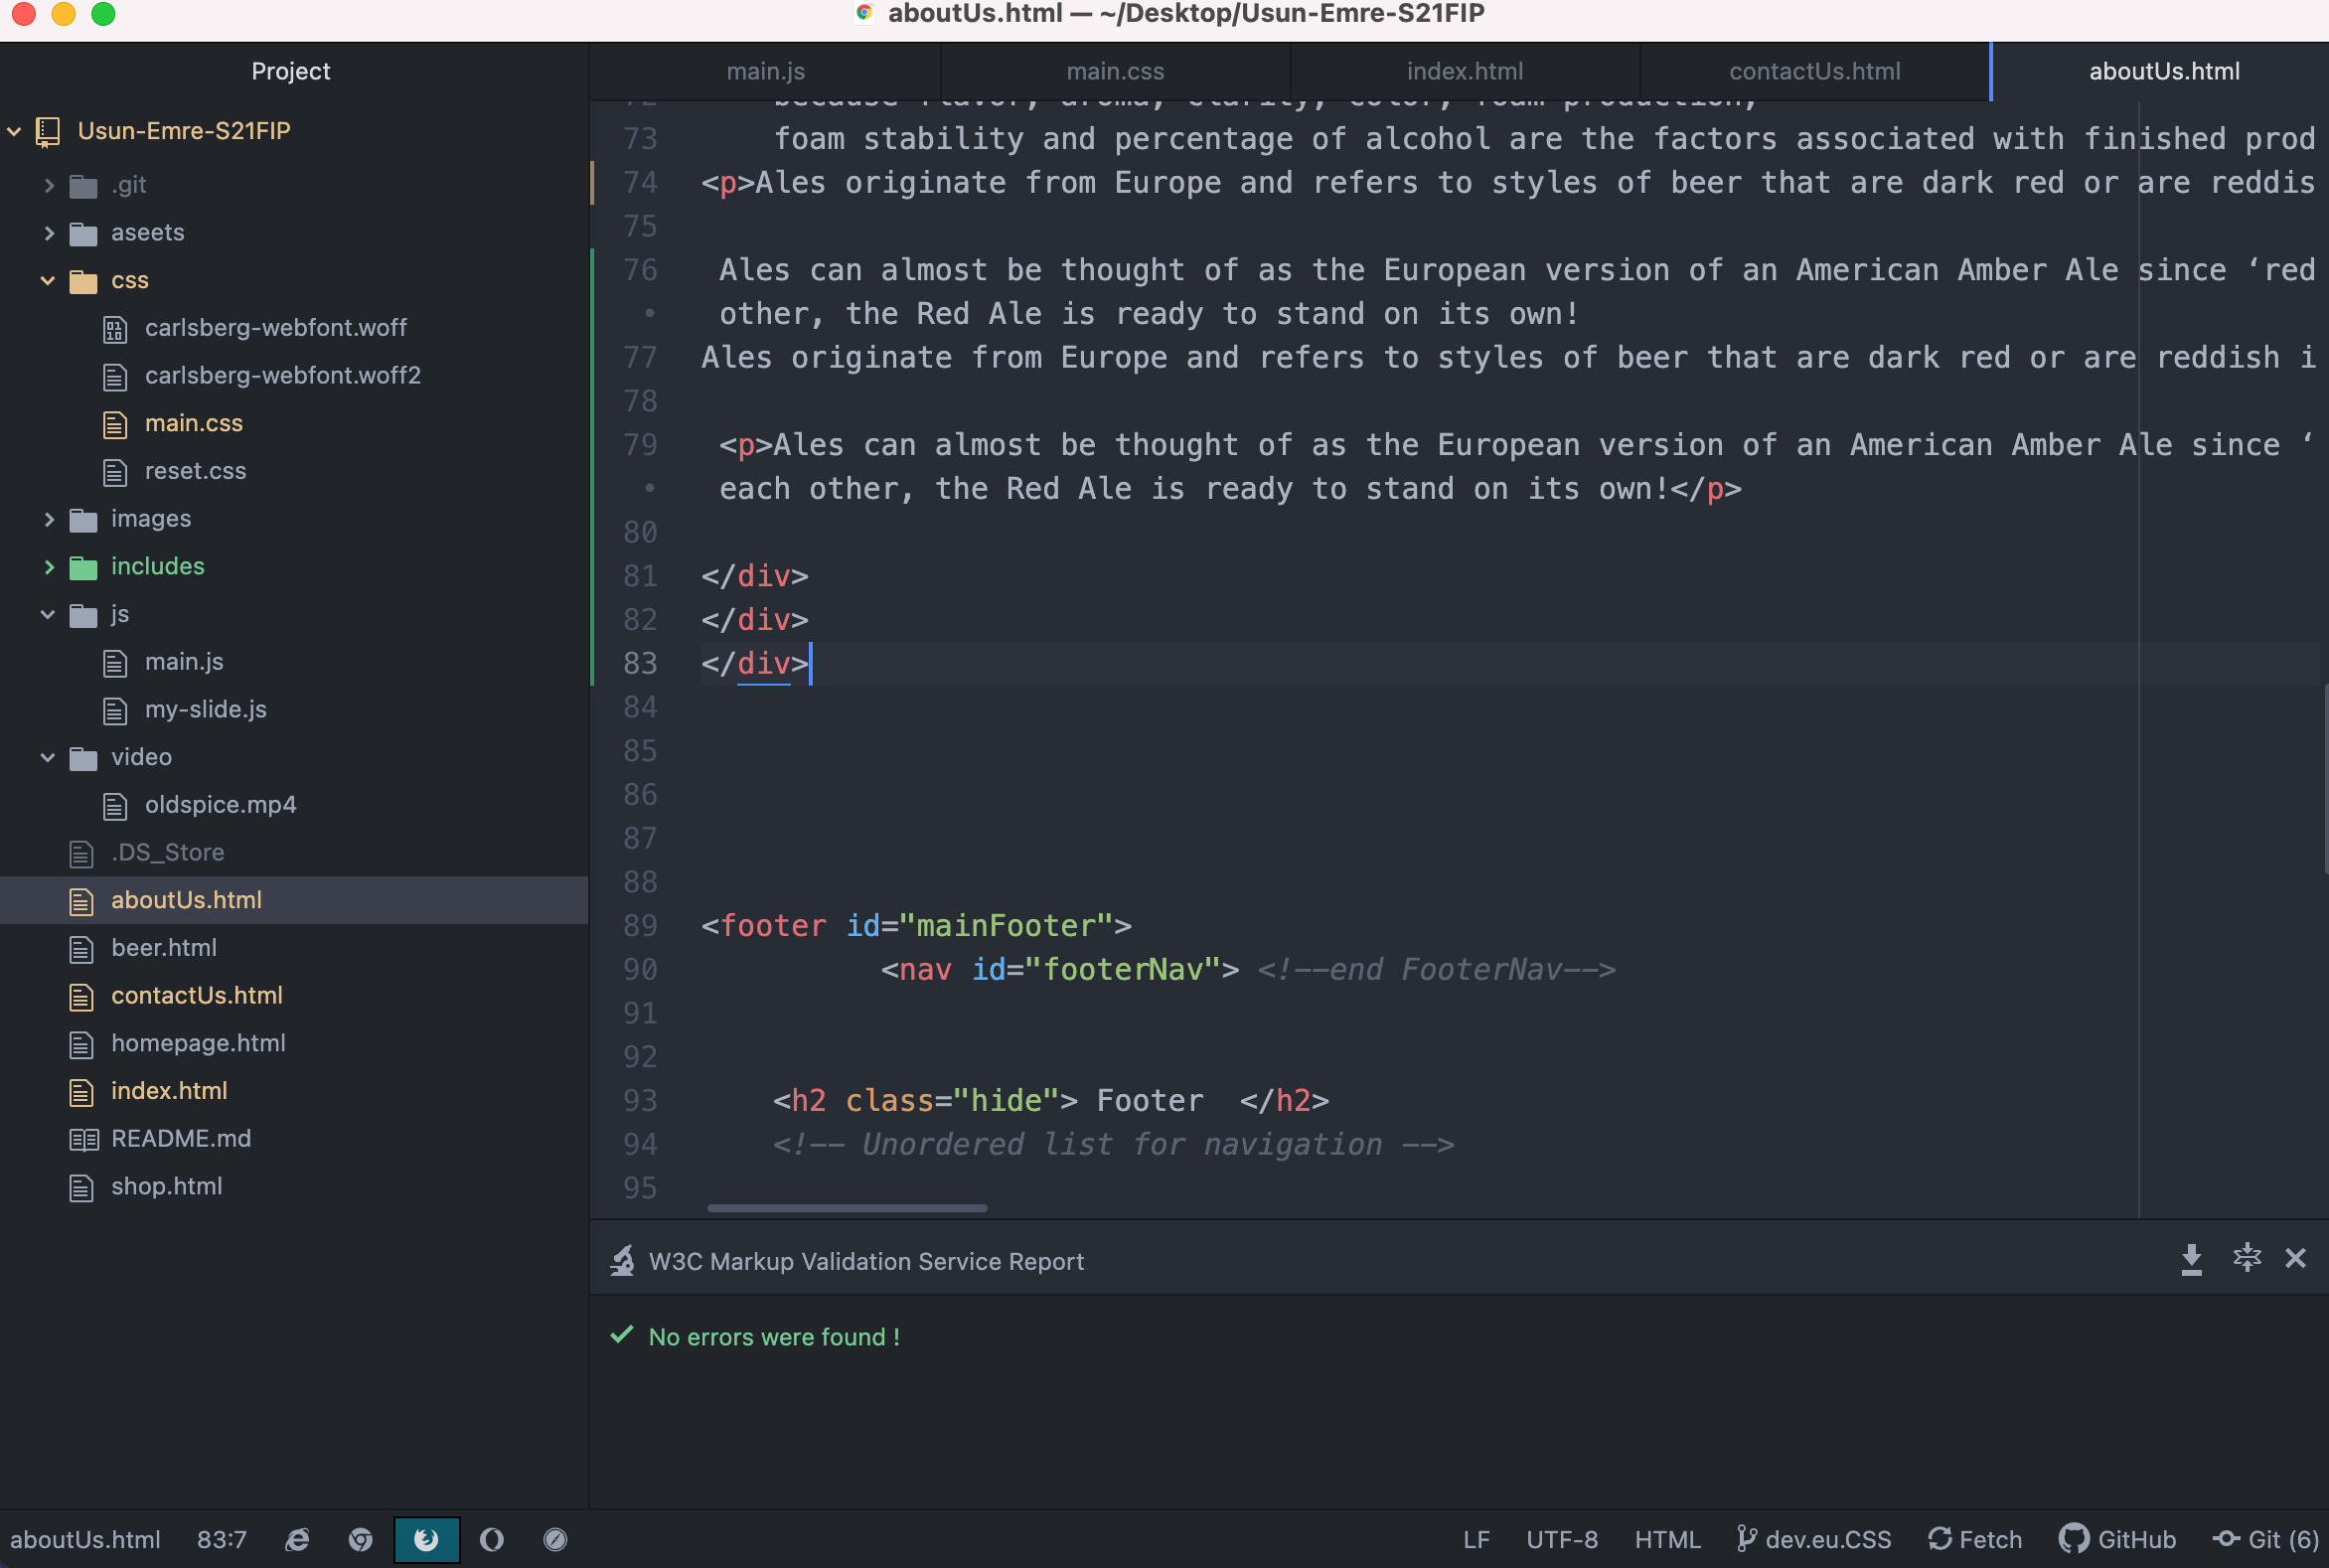 aboutUs.html — ~/Desktop/Usun-Emre-S21FIP
Project
main.js
main.css
index.html
contactUs.html
aboutUs.html
Usun-Emre-S21FIP
.git
aseets
css
carlsberg-webfont.woff
carlsberg-webfont.woff2
main.css
reset.css
images
includes
js
main.js
my-slide.js
video
oldspice.mp4
.DS_Store
aboutUs.html
beer.html
contactUs.html
homepage.html
index.html
README.md
shop.html
72 because flavor, aroma, clarity, color, foam production,
73 foam stability and percentage of alcohol are the factors associated with finished prod
74 <p>Ales originate from Europe and refers to styles of beer that are dark red or are reddis
75
76 Ales can almost be thought of as the European version of an American Amber Ale since ‘red
• other, the Red Ale is ready to stand on its own!
77 Ales originate from Europe and refers to styles of beer that are dark red or are reddish i
78
79 <p>Ales can almost be thought of as the European version of an American Amber Ale since ‘
• each other, the Red Ale is ready to stand on its own!</p>
80
81 </div>
82 </div>
83 </div>
84
85
86
87
88
89 <footer id="mainFooter">
90 <nav id="footerNav"> <!--end FooterNav-->
91
92
93 <h2 class="hide"> Footer </h2>
94 <!-- Unordered list for navigation -->
95
W3C Markup Validation Service Report
No errors were found !
aboutUs.html 83:7 LF UTF-8 HTML dev.eu.CSS Fetch GitHub Git (6)